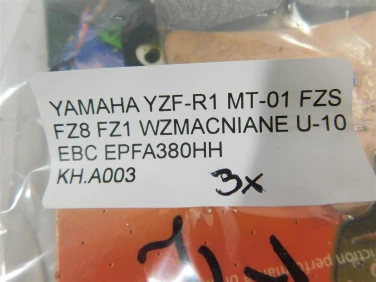 YAMAHA YZF-R1 MT-01 FZS
FZ8 FZ1 WZMACNIANE U-10
EBC EPFA380HH
KH.A003
3x